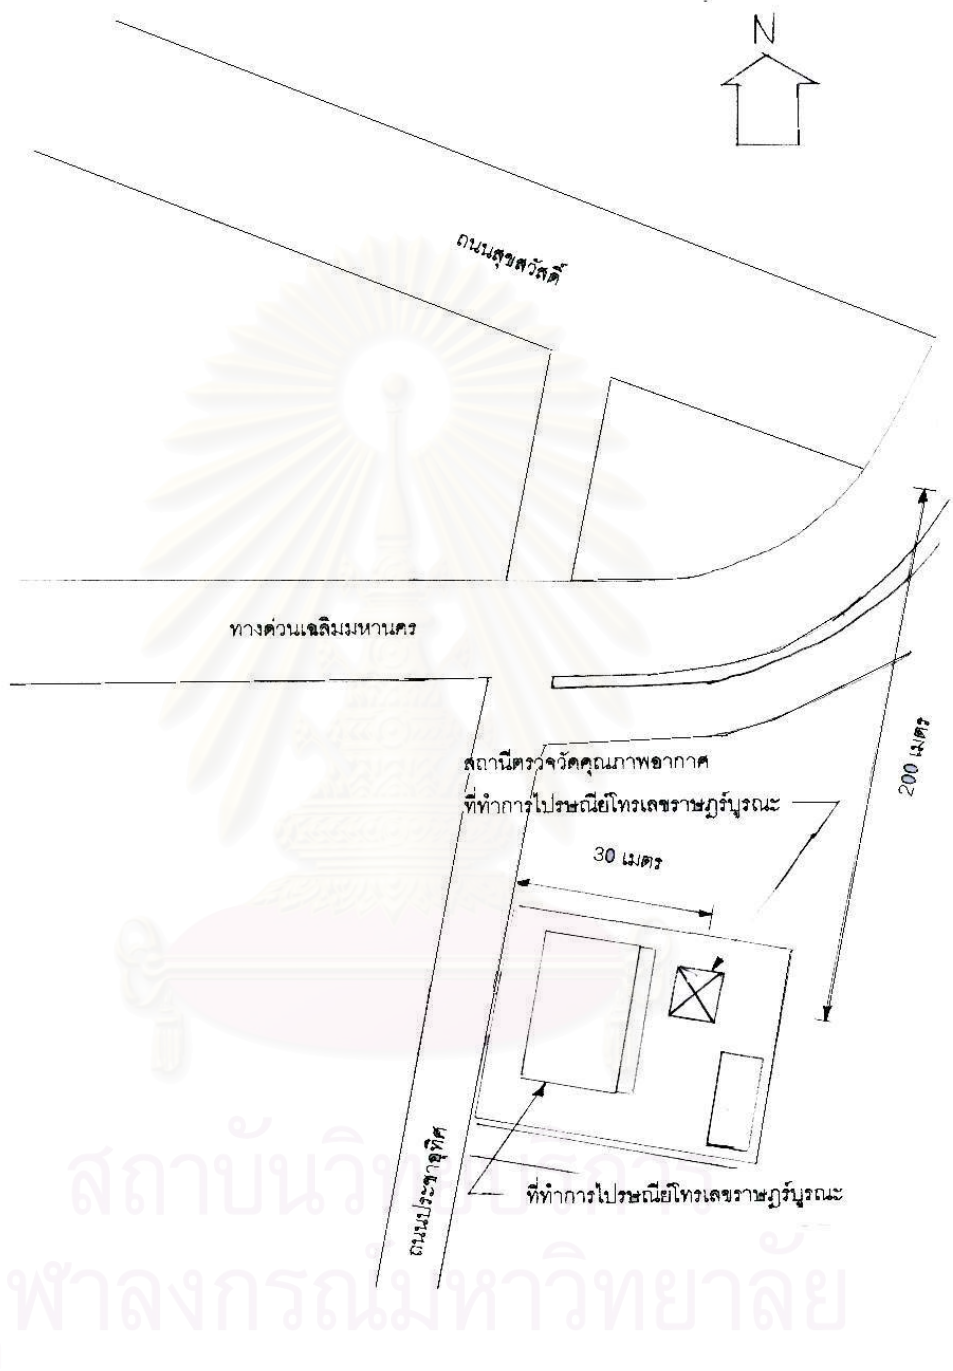 N
ถนนสุขสวัสดิ์
ทางด่วนเฉลิมมหานคร
200 เมตร
สถานีตรวจวัดคุณภาพอากาศ
ที่ทำการไปรษณีย์โทรเลขราษฎร์บูรณะ
30 เมตร
ถนนประชาอุทิศ
ที่ทำการไปรษณีย์โทรเลขราษฎร์บูรณะ
สถาบันวิทยบริการ
จุฬาลงกรณ์มหาวิทยาลัย